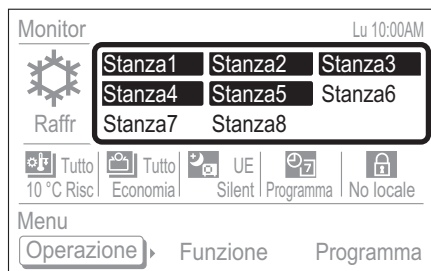 Monitor Lu 10:00AM
Stanza1 Stanza2 Stanza3
Stanza4 Stanza5 Stanza6
Raffr Stanza7 Stanza8
Tutto Tutto UE 7
10 °C Risc Economia Silent Programma No locale
Menu
Operazione Funzione Programma